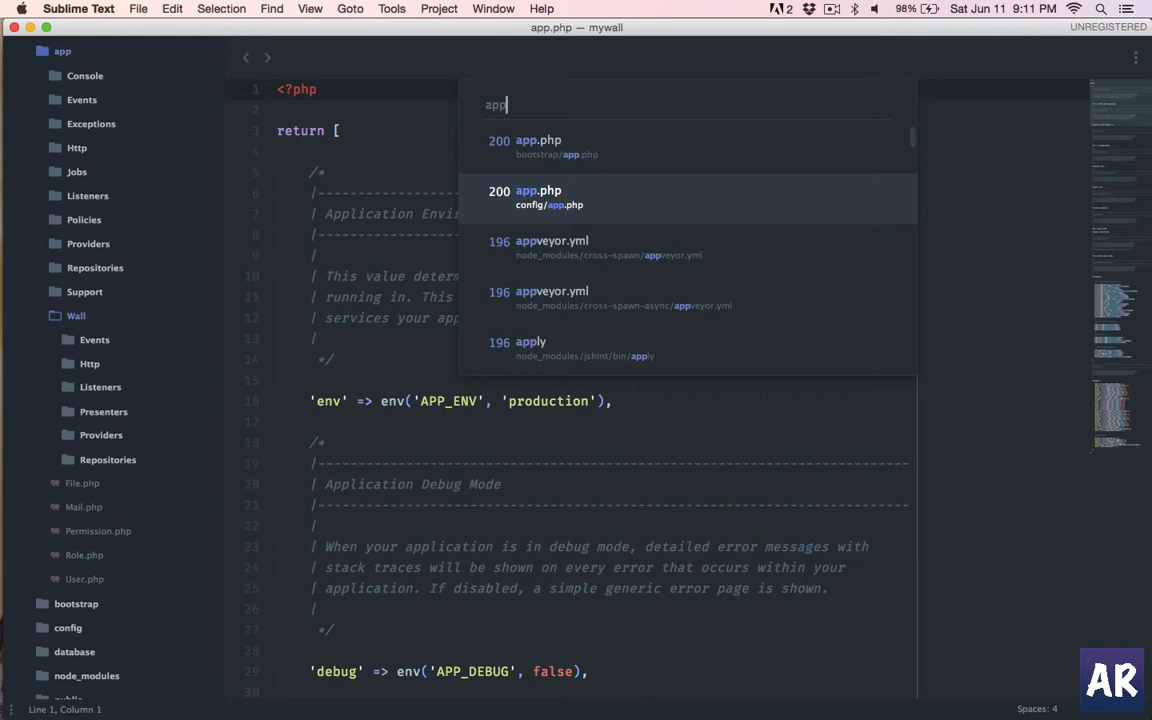 Sublime Text File Edit Selection Find View Goto Tools Project Window Help 2 98% Sat Jun 11 9:11 PM
app.php — mywall UNREGISTERED
app
Console
Events
Exceptions
Http
Jobs
Listeners
Policies
Providers
Repositories
Support
Wall
Events
Http
Listeners
Presenters
Providers
Repositories
File.php
Mail.php
Permission.php
Role.php
User.php
bootstrap
config
database
node_modules
public
1 <?php
2
3 return [
4
5 /*
6 |--------------------
7 | Application Envi
8 |--------------------
9 |
10 | This value determ
11 | running in. This
12 | services your app
13 |
14 */
15
16 'env' => env('APP_ENV', 'production'),
17
18 /*
19 |--------------------------------------------------------------------------
20 | Application Debug Mode
21 |--------------------------------------------------------------------------
22 |
23 | When your application is in debug mode, detailed error messages with
24 | stack traces will be shown on every error that occurs within your
25 | application. If disabled, a simple generic error page is shown.
26 |
27 */
28
29 'debug' => env('APP_DEBUG', false),
30
app
200 app.php
bootstrap/app.php
200 app.php
config/app.php
196 appveyor.yml
node_modules/cross-spawn/appveyor.yml
196 appveyor.yml
node_modules/cross-spawn-async/appveyor.yml
196 apply
node_modules/jshint/bin/apply
AR
Line 1, Column 1 Spaces: 4